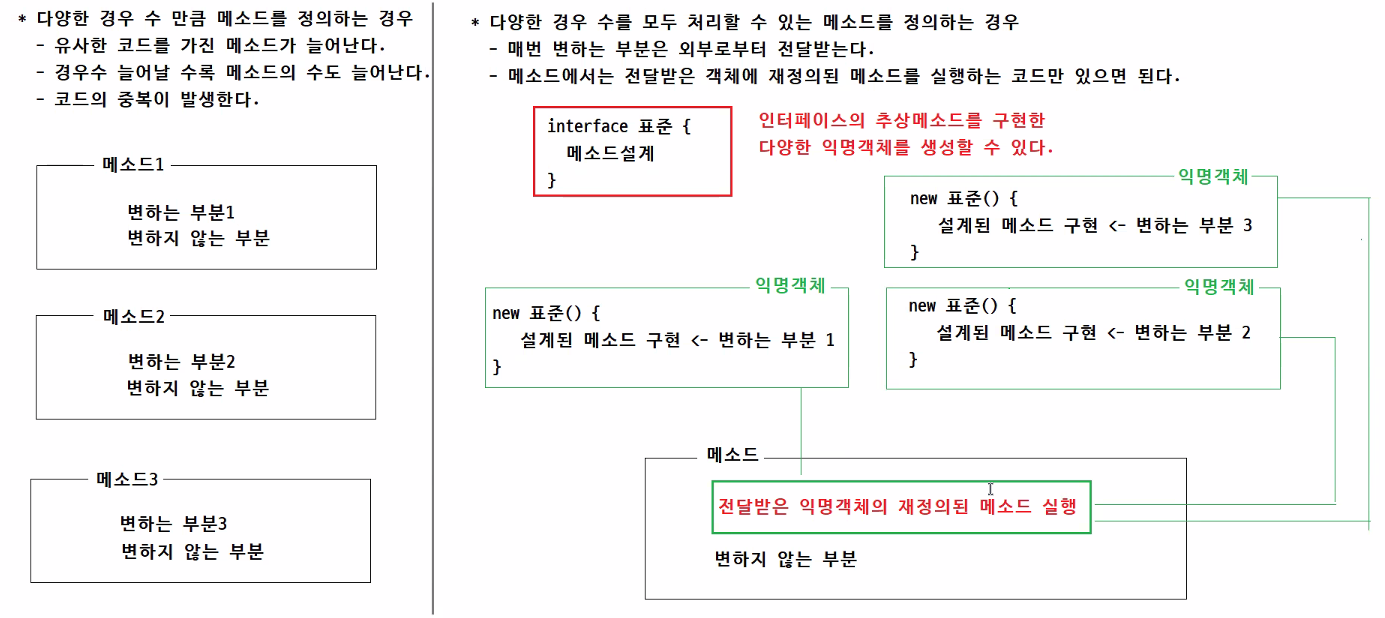 * 다양한 경우 수 만큼 메소드를 정의하는 경우
- 유사한 코드를 가진 메소드가 늘어난다.
- 경우수 늘어날 수록 메소드의 수도 늘어난다.
- 코드의 중복이 발생한다.
메소드1
변하는 부분1
변하지 않는 부분
메소드2
변하는 부분2
변하지 않는 부분
메소드3
변하는 부분3
변하지 않는 부분
* 다양한 경우 수를 모두 처리할 수 있는 메소드를 정의하는 경우
- 매번 변하는 부분은 외부로부터 전달받는다.
- 메소드에서는 전달받은 객체에 재정의된 메소드를 실행하는 코드만 있으면 된다.
interface 표준 {
메소드설계
}
인터페이스의 추상메소드를 구현한
다양한 익명객체를 생성할 수 있다.
익명객체
new 표준() {
설계된 메소드 구현 <- 변하는 부분 3
}
익명객체
new 표준() {
설계된 메소드 구현 <- 변하는 부분 1
}
익명객체
new 표준() {
설계된 메소드 구현 <- 변하는 부분 2
}
메소드
전달받은 익명객체의 재정의된 메소드 실행
변하지 않는 부분